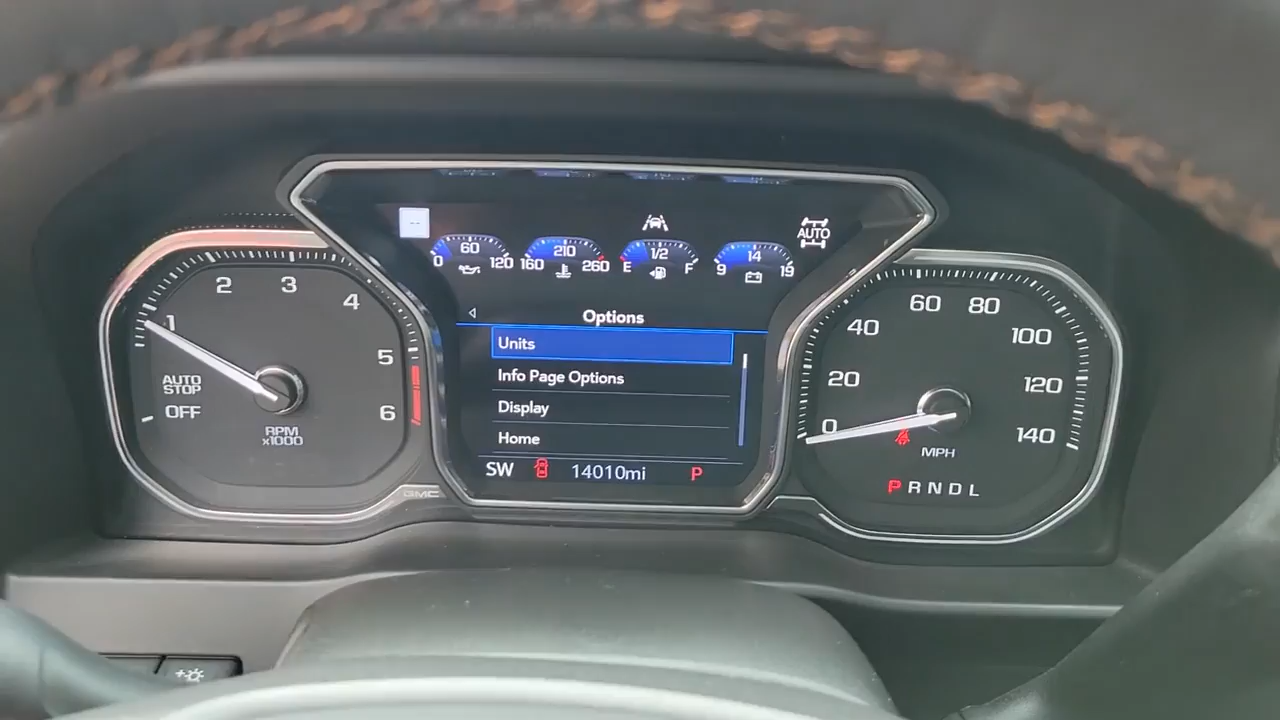 --
AUTO
60
0 120
210
160 260
1/2
E F
14
9 19
Options
Units
Info Page Options
Display
Home
SW 14010mi P
1 2 3 4 5 6
AUTO
STOP
OFF
RPM
x1000
GMC
0 20 40 60 80 100 120 140
MPH
PRNDL